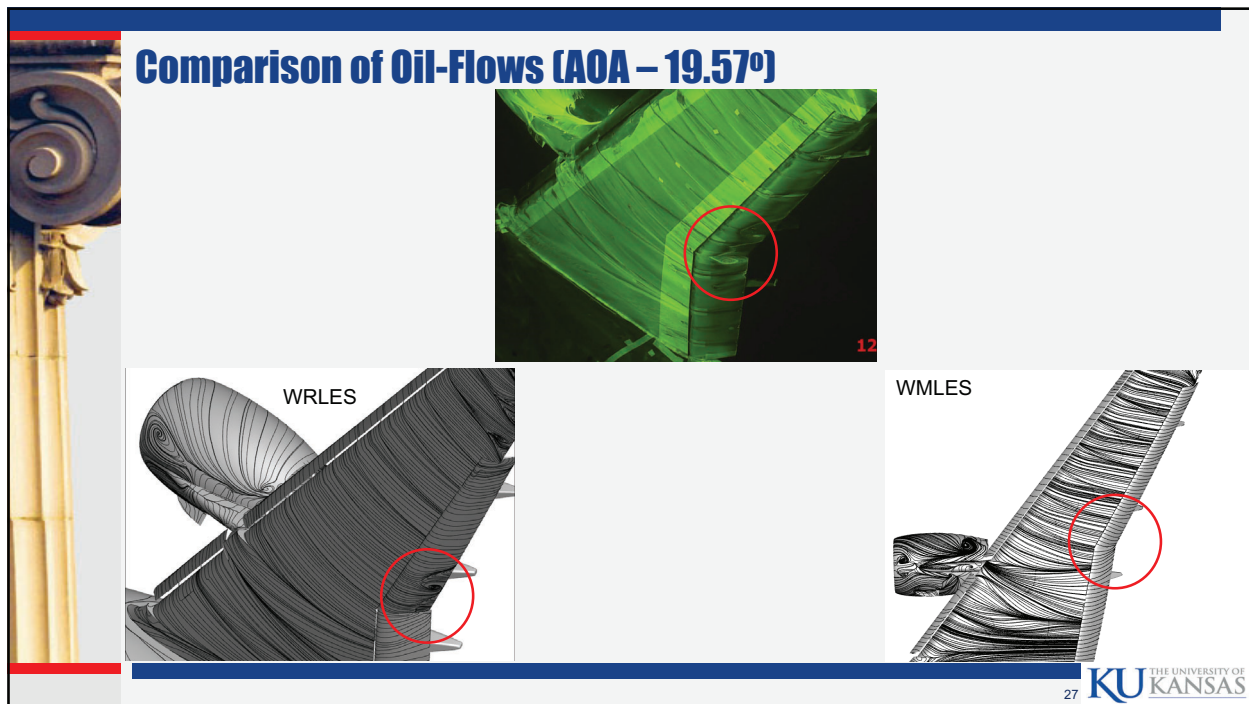 Comparison of Oil-Flows (AOA – 19.57º)
12
WRLES
WMLES
27
KU THE UNIVERSITY OF
KANSAS